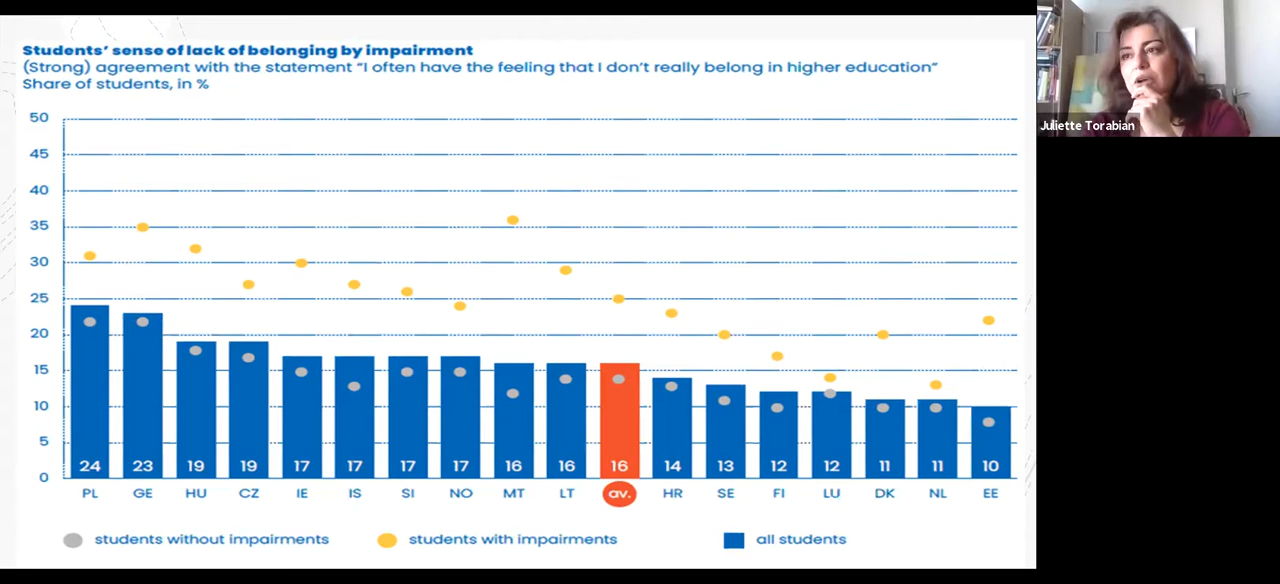 Students' sense of lack of belonging by impairment
(Strong) agreement with the statement "I often have the feeling that I don't really belong in higher education"
Share of students, in %
50
45
40
35
30
25
20
15
10
5
0
24 23 19 19 17 17 17 17 16 16 16 14 13 12 12 11 11 10
PL GE HU CZ IE IS SI NO MT LT av. HR SE FI LU DK NL EE
students without impairments students with impairments all students
Juliette Torabian